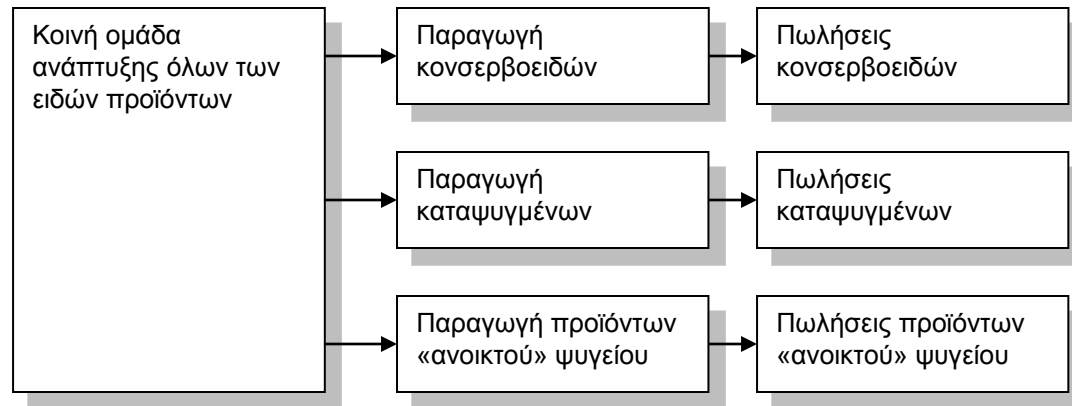 Κοινή ομάδα
ανάπτυξης όλων των
ειδών προϊόντων
Παραγωγή
κονσερβοειδών
Πωλήσεις
κονσερβοειδών
Παραγωγή
καταψυγμένων
Πωλήσεις
καταψυγμένων
Παραγωγή προϊόντων
«ανοικτού» ψυγείου
Πωλήσεις προϊόντων
«ανοικτού» ψυγείου